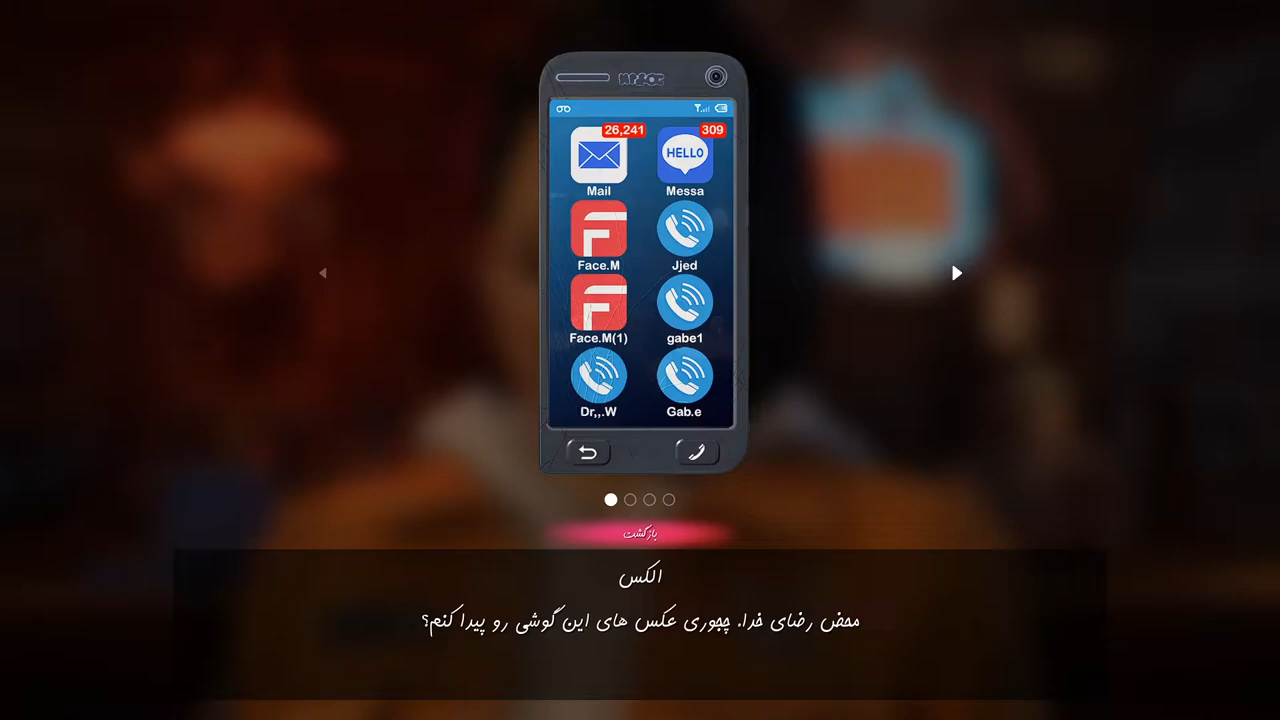 26,241
309
HELLO
Mail
Messa
Face.M
Jjed
Face.M(1)
gabe1
Dr,,.W
Gab.e
بازگشت
الکس
محض رضای خدا. چجوری عکس های این گوشی رو پیدا کنم؟